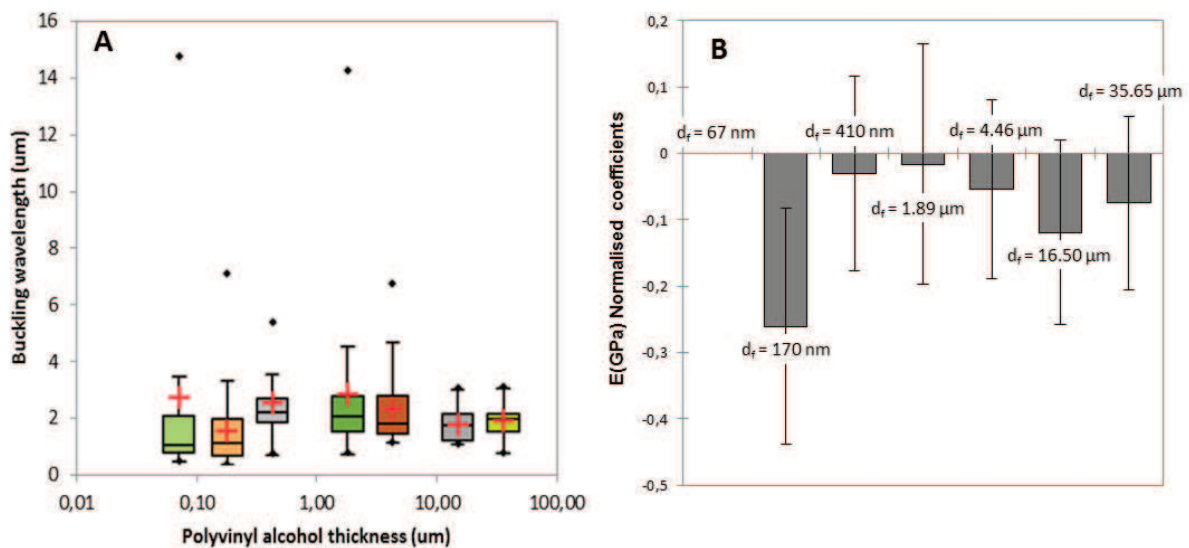 A
Buckling wavelength (um)
16
14
12
10
8
6
4
2
0
0,01
0,10
1,00
10,00
100,00
Polyvinyl alcohol thickness (um)
B
E(GPa) Normalised coefficients
0,2
0,1
0
-0,1
-0,2
-0,3
-0,4
-0,5
df = 67 nm
df = 170 nm
df = 410 nm
df = 1.89 µm
df = 4.46 µm
df = 16.50 µm
df = 35.65 µm